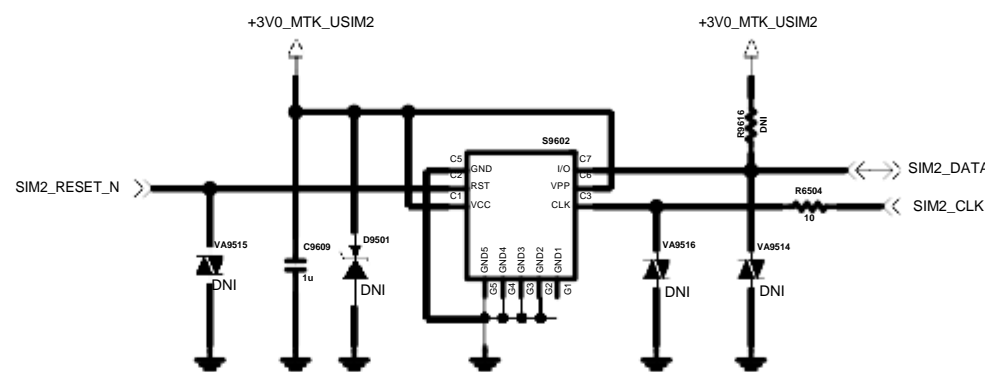 +3V0_MTK_USIM2 +3V0_MTK_USIM2
R9616
DNI
S9602
C5 GND I/O C7
SIM2_DATA
SIM2_RESET_N
C2 RST VPP C6
C1 VCC CLK C3
R6504
10
SIM2_CLK
VA9515
DNI
C9609
1u
D9501
DNI
GND5 GND4 GND3 GND2 GND1
G5 G4 G3 G2 G1
VA9516
DNI
VA9514
DNI